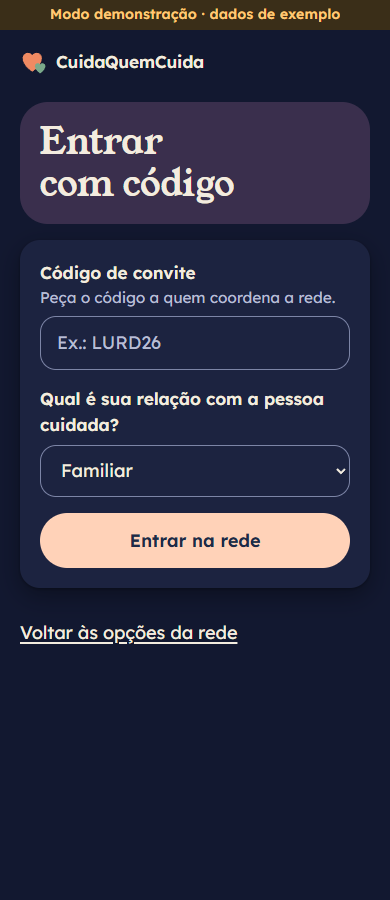 Modo demonstração · dados de exemplo
CuidaQuemCuida
Entrar
com código
Código de convite
Peça o código a quem coordena a rede.
Ex.: LURD26
Qual é sua relação com a pessoa
cuidada?
Familiar
Entrar na rede
Voltar às opções da rede